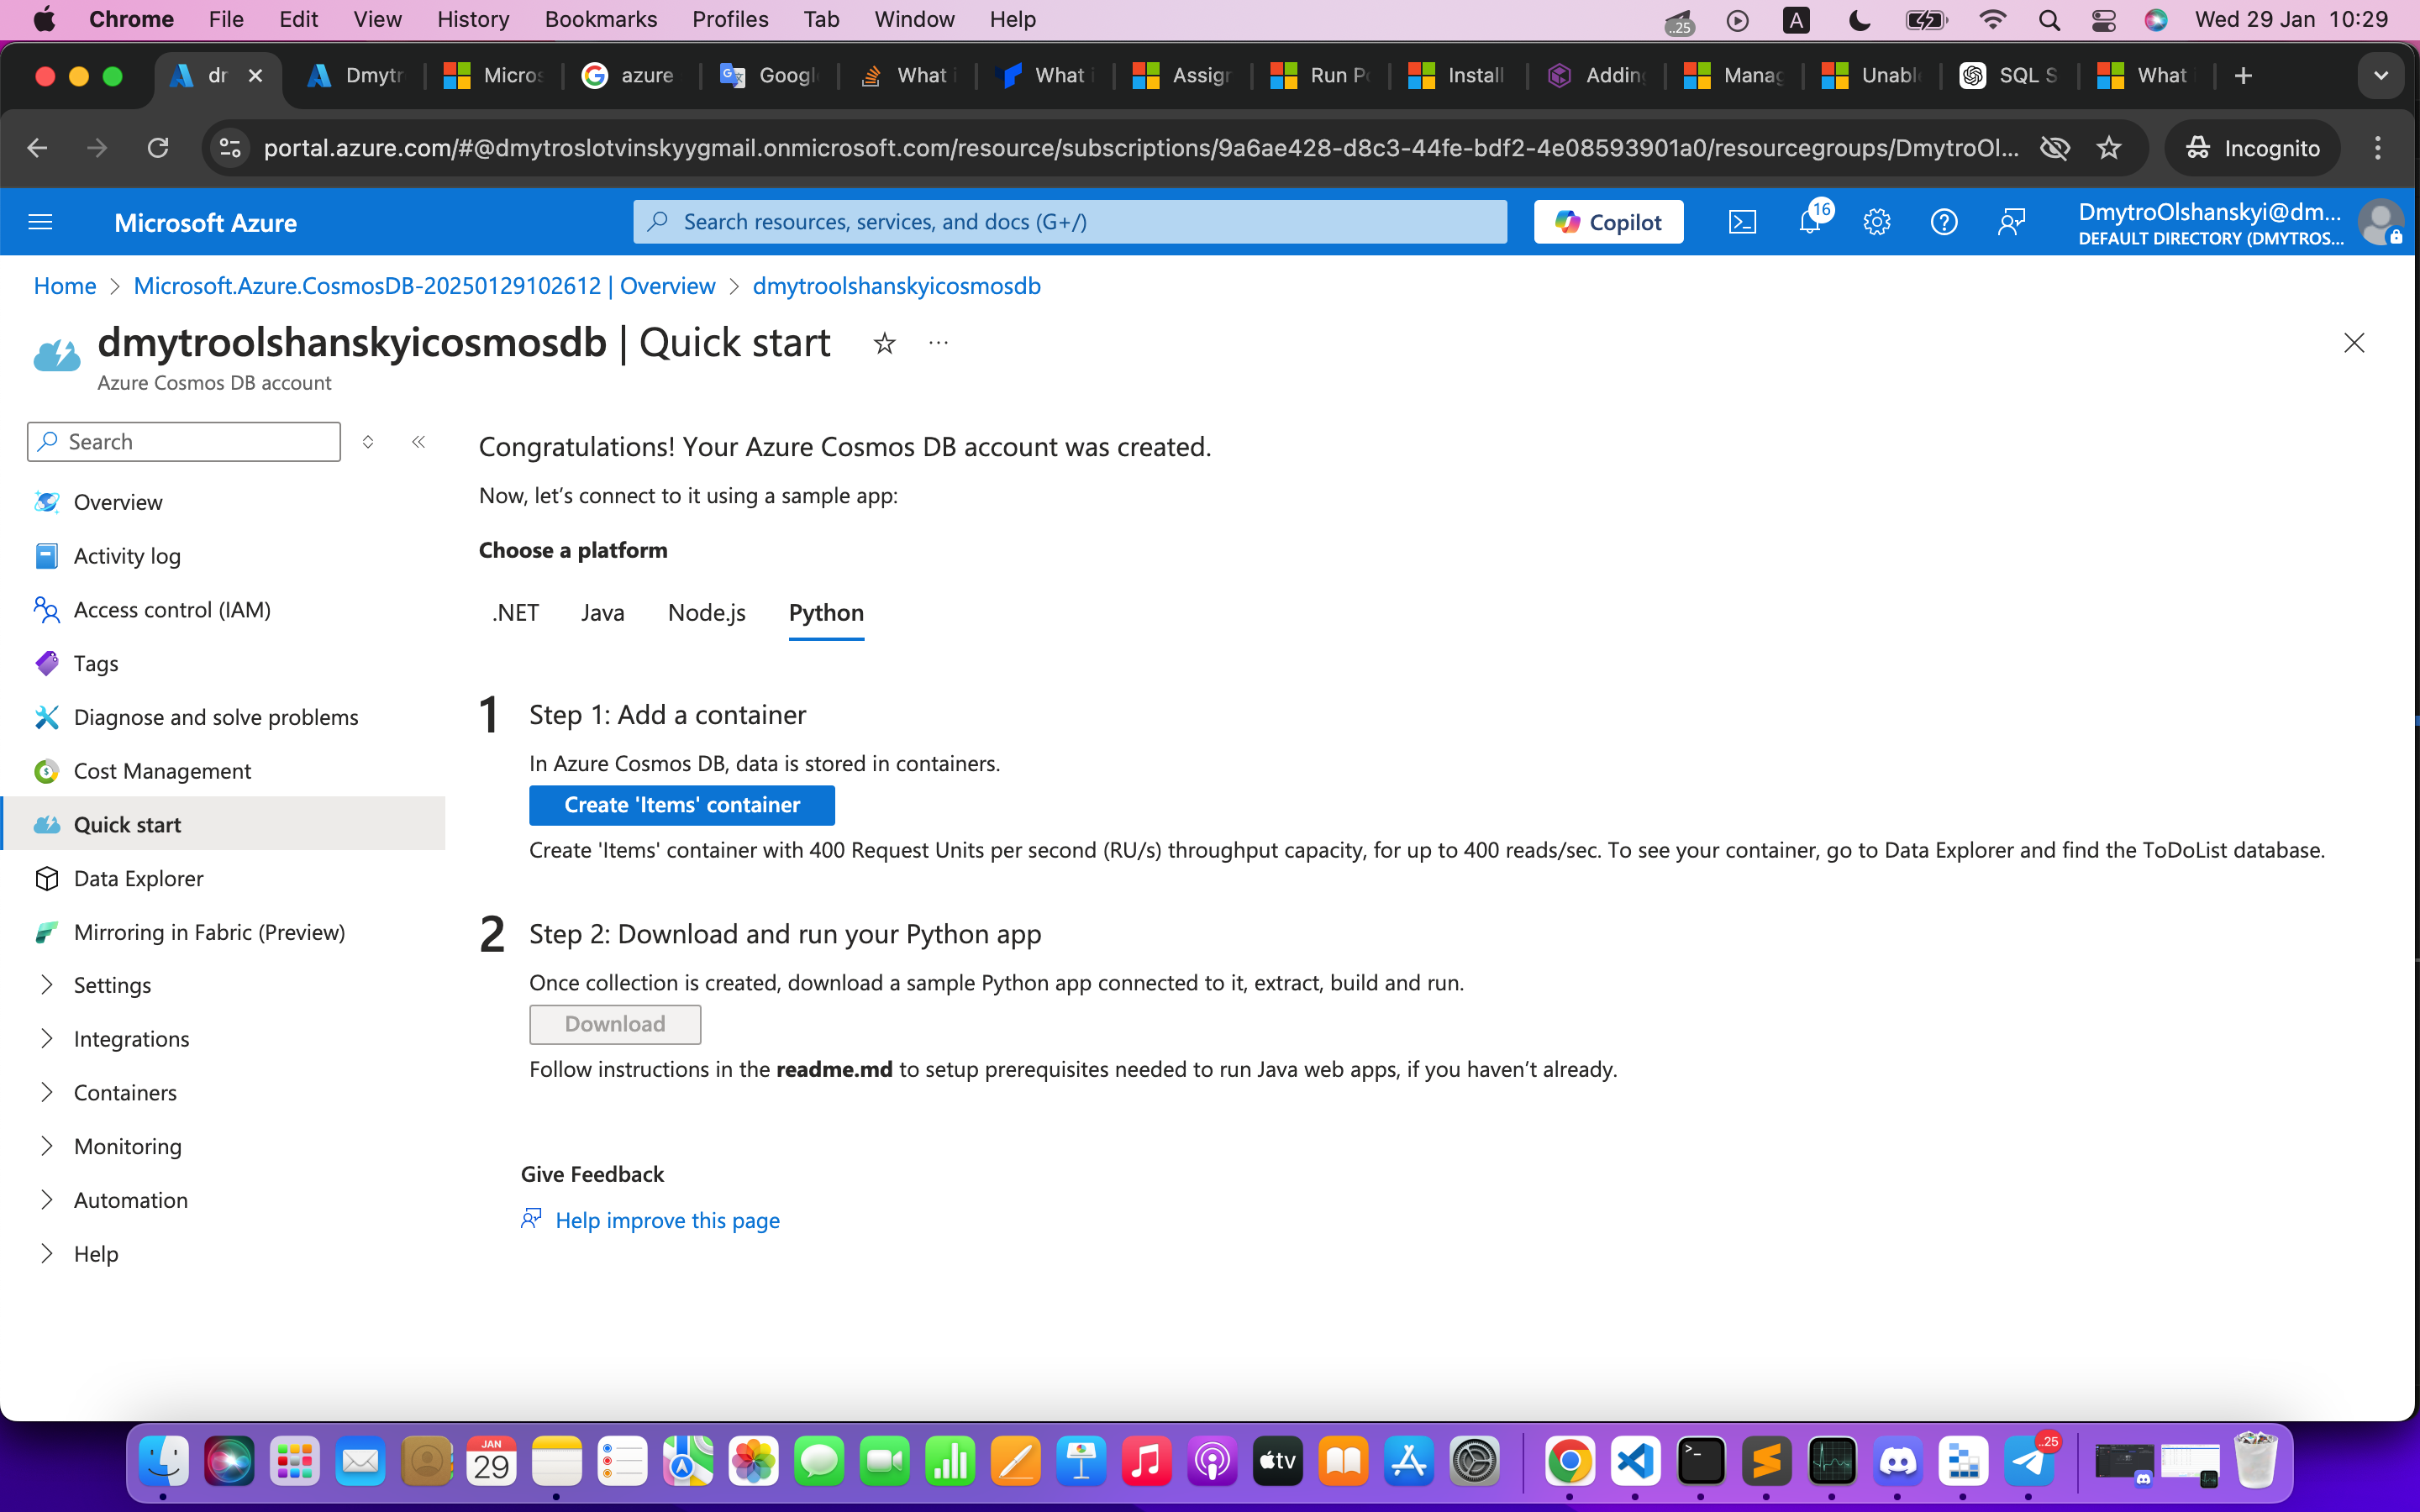 Chrome File Edit View History Bookmarks Profiles Tab Window Help ..25 A Wed 29 Jan 10:29
dr Dmytr Micros azure Googl What i What i Assign Run Po Install Adding Manag Unabl SQL S What
portal.azure.com/#@dmytroslotvinskyygmail.onmicrosoft.com/resource/subscriptions/9a6ae428-d8c3-44fe-bdf2-4e08593901a0/resourcegroups/DmytroOl... Incognito
Microsoft Azure Search resources, services, and docs (G+/) Copilot 16 DmytroOlshanskyi@dm...
DEFAULT DIRECTORY (DMYTROS...
Home > Microsoft.Azure.CosmosDB-20250129102612 | Overview > dmytroolshanskyicosmosdb
dmytroolshanskyicosmosdb | Quick start
Azure Cosmos DB account
Search
Overview
Activity log
Access control (IAM)
Tags
Diagnose and solve problems
Cost Management
Quick start
Data Explorer
Mirroring in Fabric (Preview)
Settings
Integrations
Containers
Monitoring
Automation
Help
Congratulations! Your Azure Cosmos DB account was created.
Now, let’s connect to it using a sample app:
Choose a platform
.NET Java Node.js Python
1 Step 1: Add a container
In Azure Cosmos DB, data is stored in containers.
Create 'Items' container
Create 'Items' container with 400 Request Units per second (RU/s) throughput capacity, for up to 400 reads/sec. To see your container, go to Data Explorer and find the ToDoList database.
2 Step 2: Download and run your Python app
Once collection is created, download a sample Python app connected to it, extract, build and run.
Download
Follow instructions in the readme.md to setup prerequisites needed to run Java web apps, if you haven’t already.
Give Feedback
Help improve this page
JAN
29
tv
..25